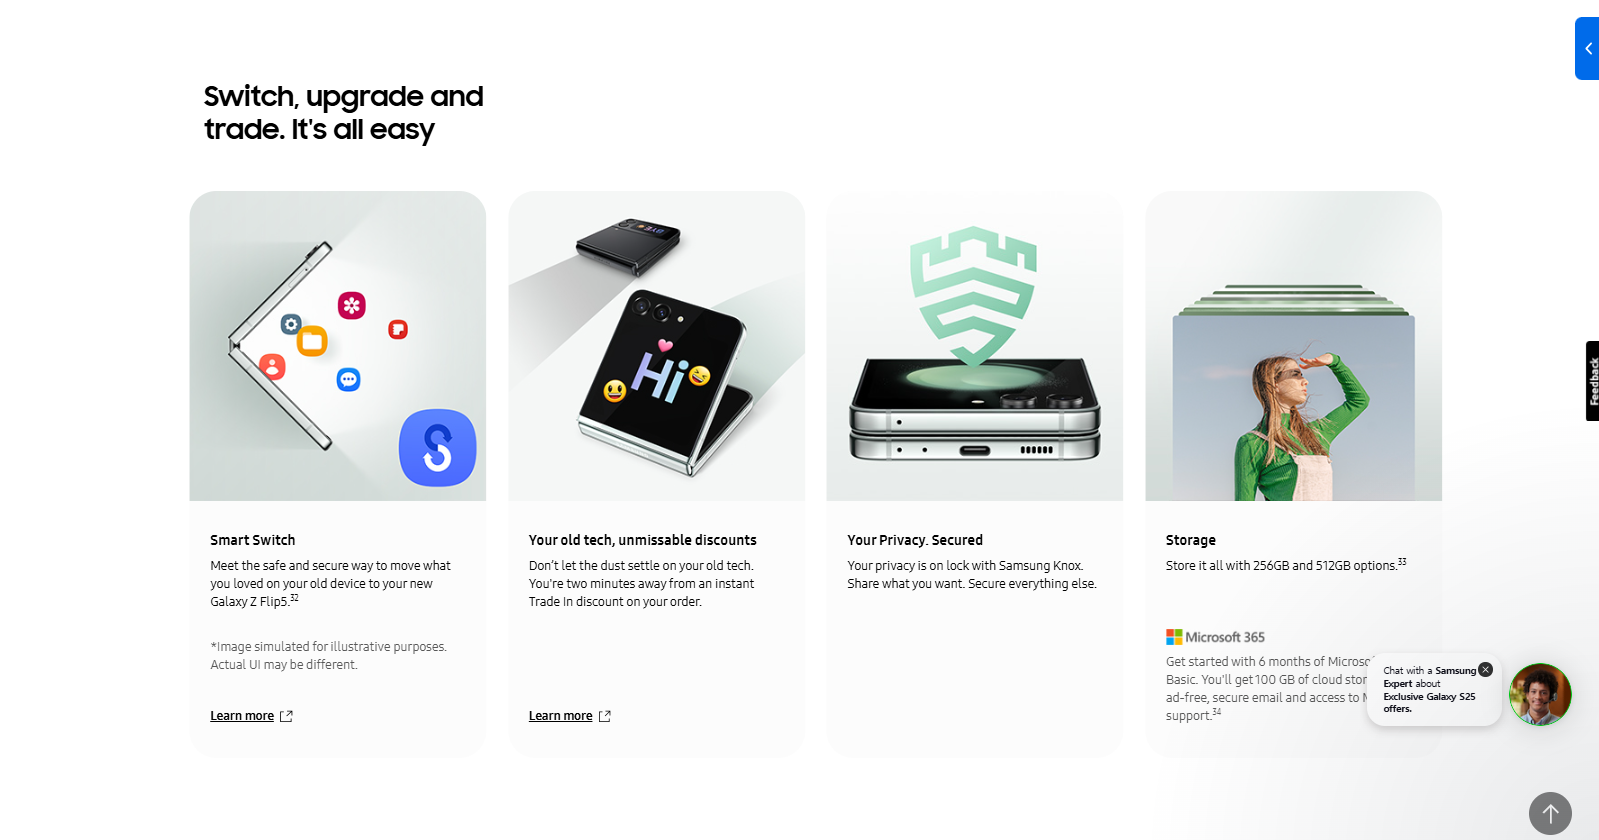 Switch, upgrade and
trade. It's all easy
Hi
Smart Switch
Meet the safe and secure way to move what
you loved on your old device to your new
Galaxy Z Flip5.32
*Image simulated for illustrative purposes.
Actual UI may be different.
Learn more
Your old tech, unmissable discounts
Don’t let the dust settle on your old tech.
You're two minutes away from an instant
Trade In discount on your order.
Learn more
Your Privacy. Secured
Your privacy is on lock with Samsung Knox.
Share what you want. Secure everything else.
Storage
Store it all with 256GB and 512GB options.33
Microsoft 365
Get started with 6 months of
Basic. You'll get 100 GB of cloud
ad-free, secure email and access to
support.34
Chat with a Samsung
Expert about
Exclusive Galaxy S25
offers.
Feedback